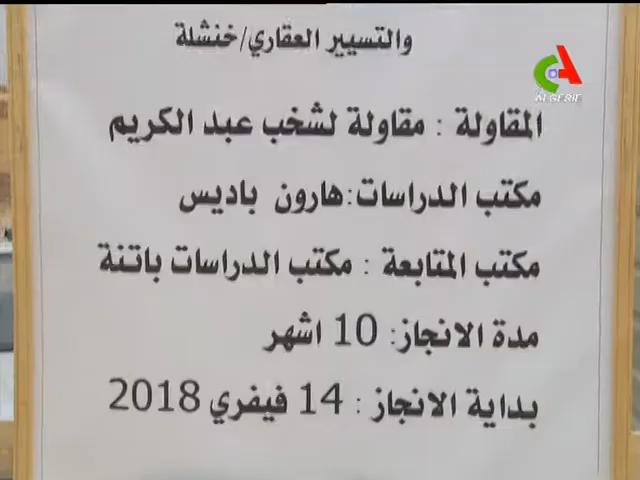 والتسيير العقاري/خنشلة
ALGERIE
المقاولة : مقاولة لشخب عبد الكريم
مكتب الدراسات:هارون باديس
مكتب المتابعة : مكتب الدراسات باتنة
مدة الانجاز: 10 اشهر
بداية الانجاز : 14 فيفري 2018